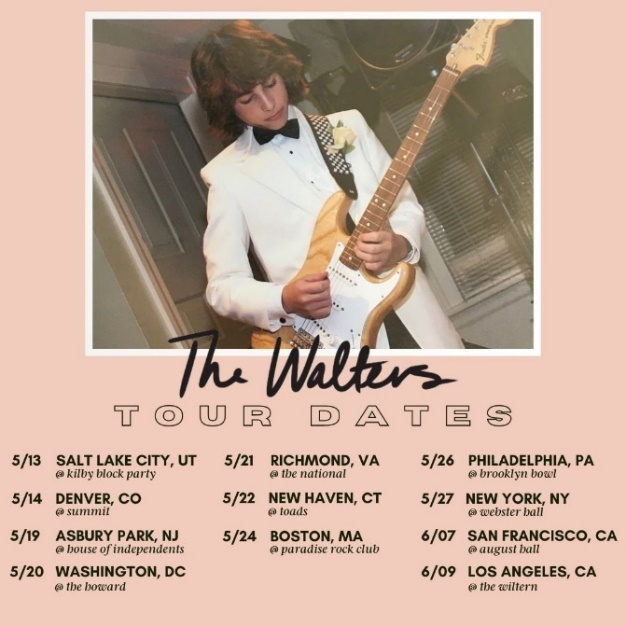 The Walters
TOUR DATES
5/13 SALT LAKE CITY, UT
@ kilby block party
5/14 DENVER, CO
@ summit
5/19 ASBURY PARK, NJ
@ house of independents
5/20 WASHINGTON, DC
@ the howard
5/21 RICHMOND, VA
@ the national
5/22 NEW HAVEN, CT
@ toads
5/24 BOSTON, MA
@ paradise rock club
5/26 PHILADELPHIA, PA
@ brooklyn bowl
5/27 NEW YORK, NY
@ webster hall
6/07 SAN FRANCISCO, CA
@ august hall
6/09 LOS ANGELES, CA
@ the wiltern